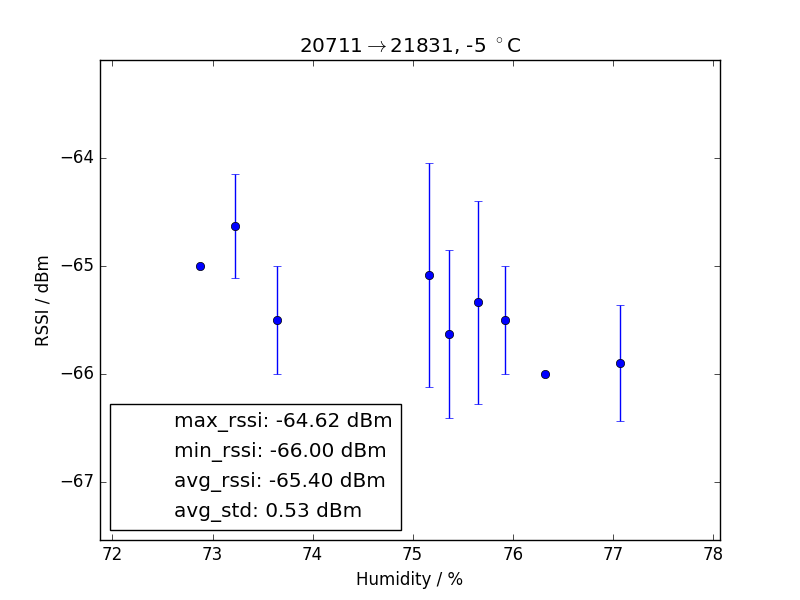 20711→21831, -5 °C
RSSI / dBm
−64
−65
−66
−67
max_rssi: -64.62 dBm
min_rssi: -66.00 dBm
avg_rssi: -65.40 dBm
avg_std: 0.53 dBm
72 73 74 75 76 77 78
Humidity / %